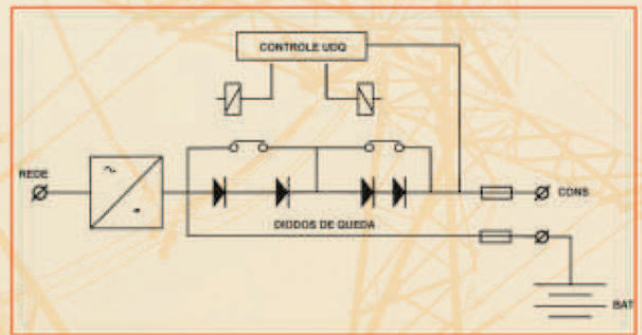 CONTROLE UDQ
REDE
CONS
DIODOS DE QUEDA
BAT